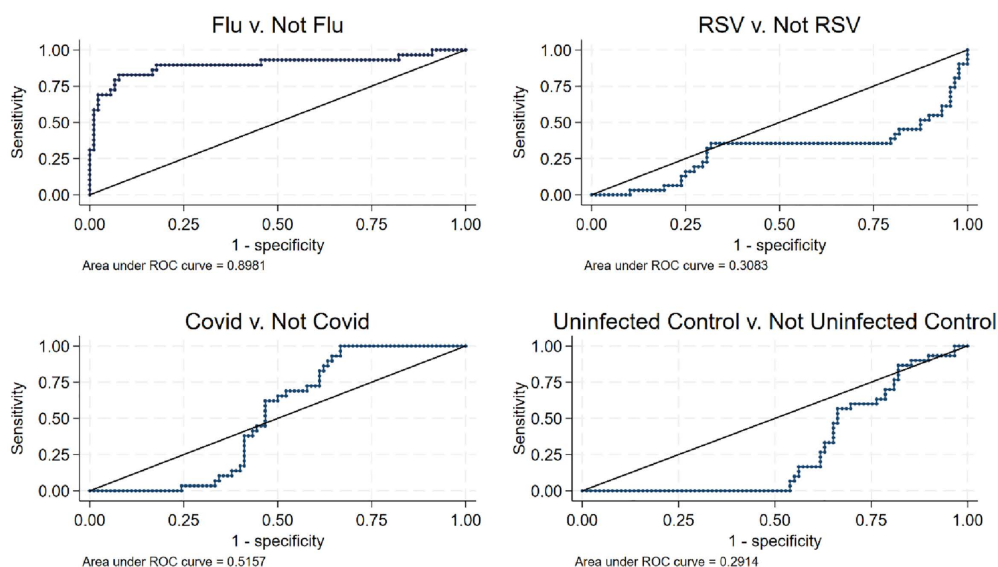 Flu v. Not Flu
1.00
0.75
0.50
0.25
0.00
Sensitivity
0.00 0.25 0.50 0.75 1.00
1 - specificity
Area under ROC curve = 0.8981
RSV v. Not RSV
1.00
0.75
0.50
0.25
0.00
Sensitivity
0.00 0.25 0.50 0.75 1.00
1 - specificity
Area under ROC curve = 0.3083
Covid v. Not Covid
1.00
0.75
0.50
0.25
0.00
Sensitivity
0.00 0.25 0.50 0.75 1.00
1 - specificity
Area under ROC curve = 0.5157
Uninfected Control v. Not Uninfected Control
1.00
0.75
0.50
0.25
0.00
Sensitivity
0.00 0.25 0.50 0.75 1.00
1 - specificity
Area under ROC curve = 0.2914